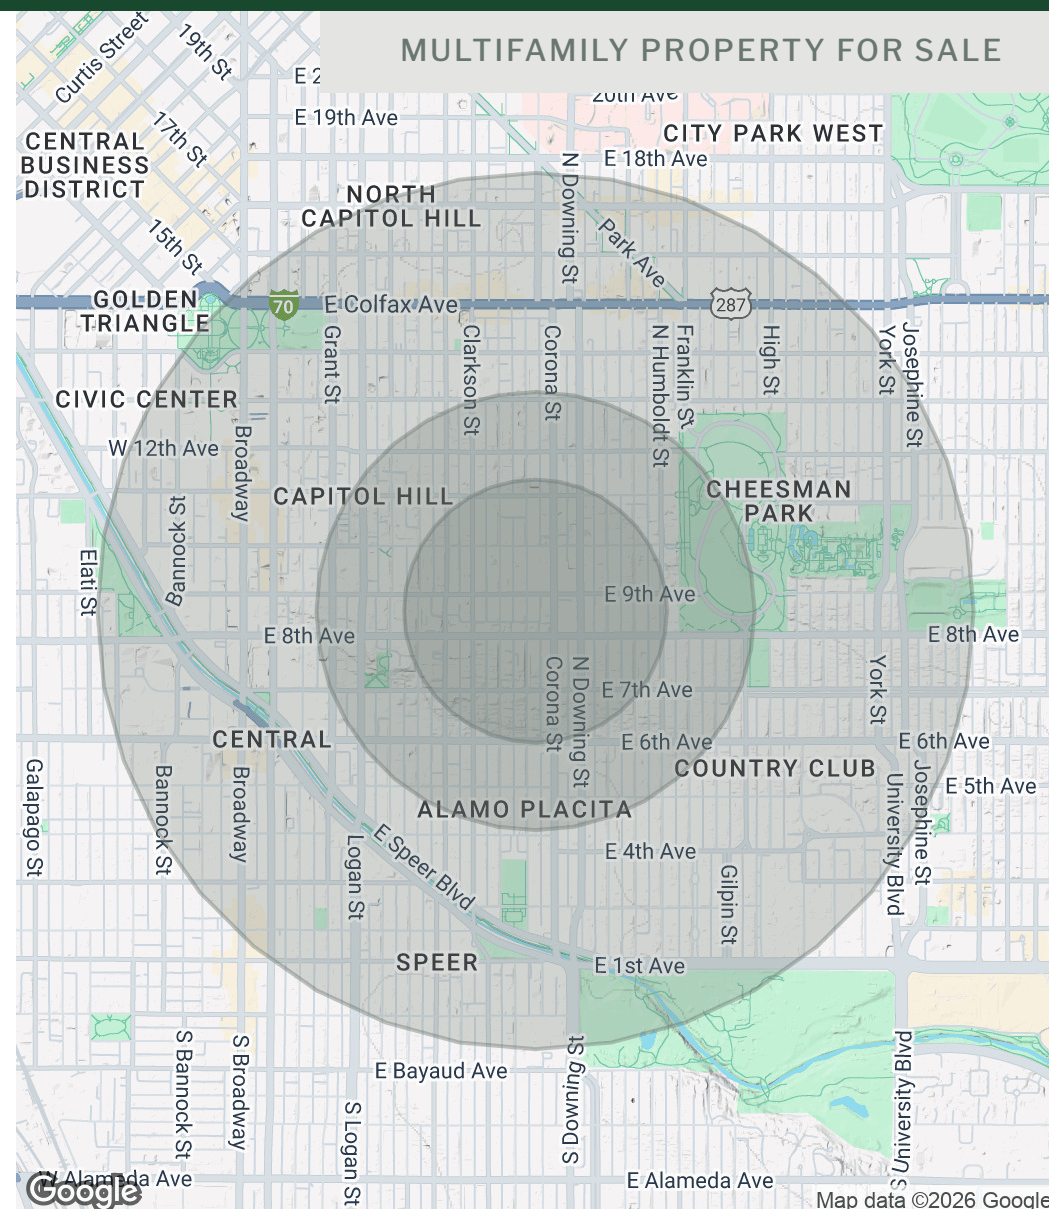 MULTIFAMILY PROPERTY FOR SALE
Curtis Street
19th St
E 2
20th Ave
E 19th Ave
17th St
CITY PARK WEST
CENTRAL
BUSINESS
DISTRICT
E 18th Ave
N Downing St
NORTH
CAPITOL HILL
15th St
Park Ave
GOLDEN
TRIANGLE
70
E Colfax Ave
287
Grant St
Clarkson St
Corona St
N Humboldt St
Franklin St
High St
York St
Josephine St
CIVIC CENTER
W 12th Ave
Broadway
CAPITOL HILL
CHEESMAN
PARK
Bannock St
Elati St
E 9th Ave
E 8th Ave
E 8th Ave
Corona St
N Downing St
E 7th Ave
York St
CENTRAL
E 6th Ave
E 6th Ave
COUNTRY CLUB
Galapago St
Bannock St
Broadway
University Blvd
Josephine St
E 5th Ave
ALAMO PLACITA
E Speer Blvd
Logan St
E 4th Ave
Gilpin St
SPEER
E 1st Ave
S Bannock St
S Broadway
E Bayaud Ave
S Downing St
S University Blvd
S Logan St
W Alameda Ave
E Alameda Ave
Google
Map data ©2026 Google